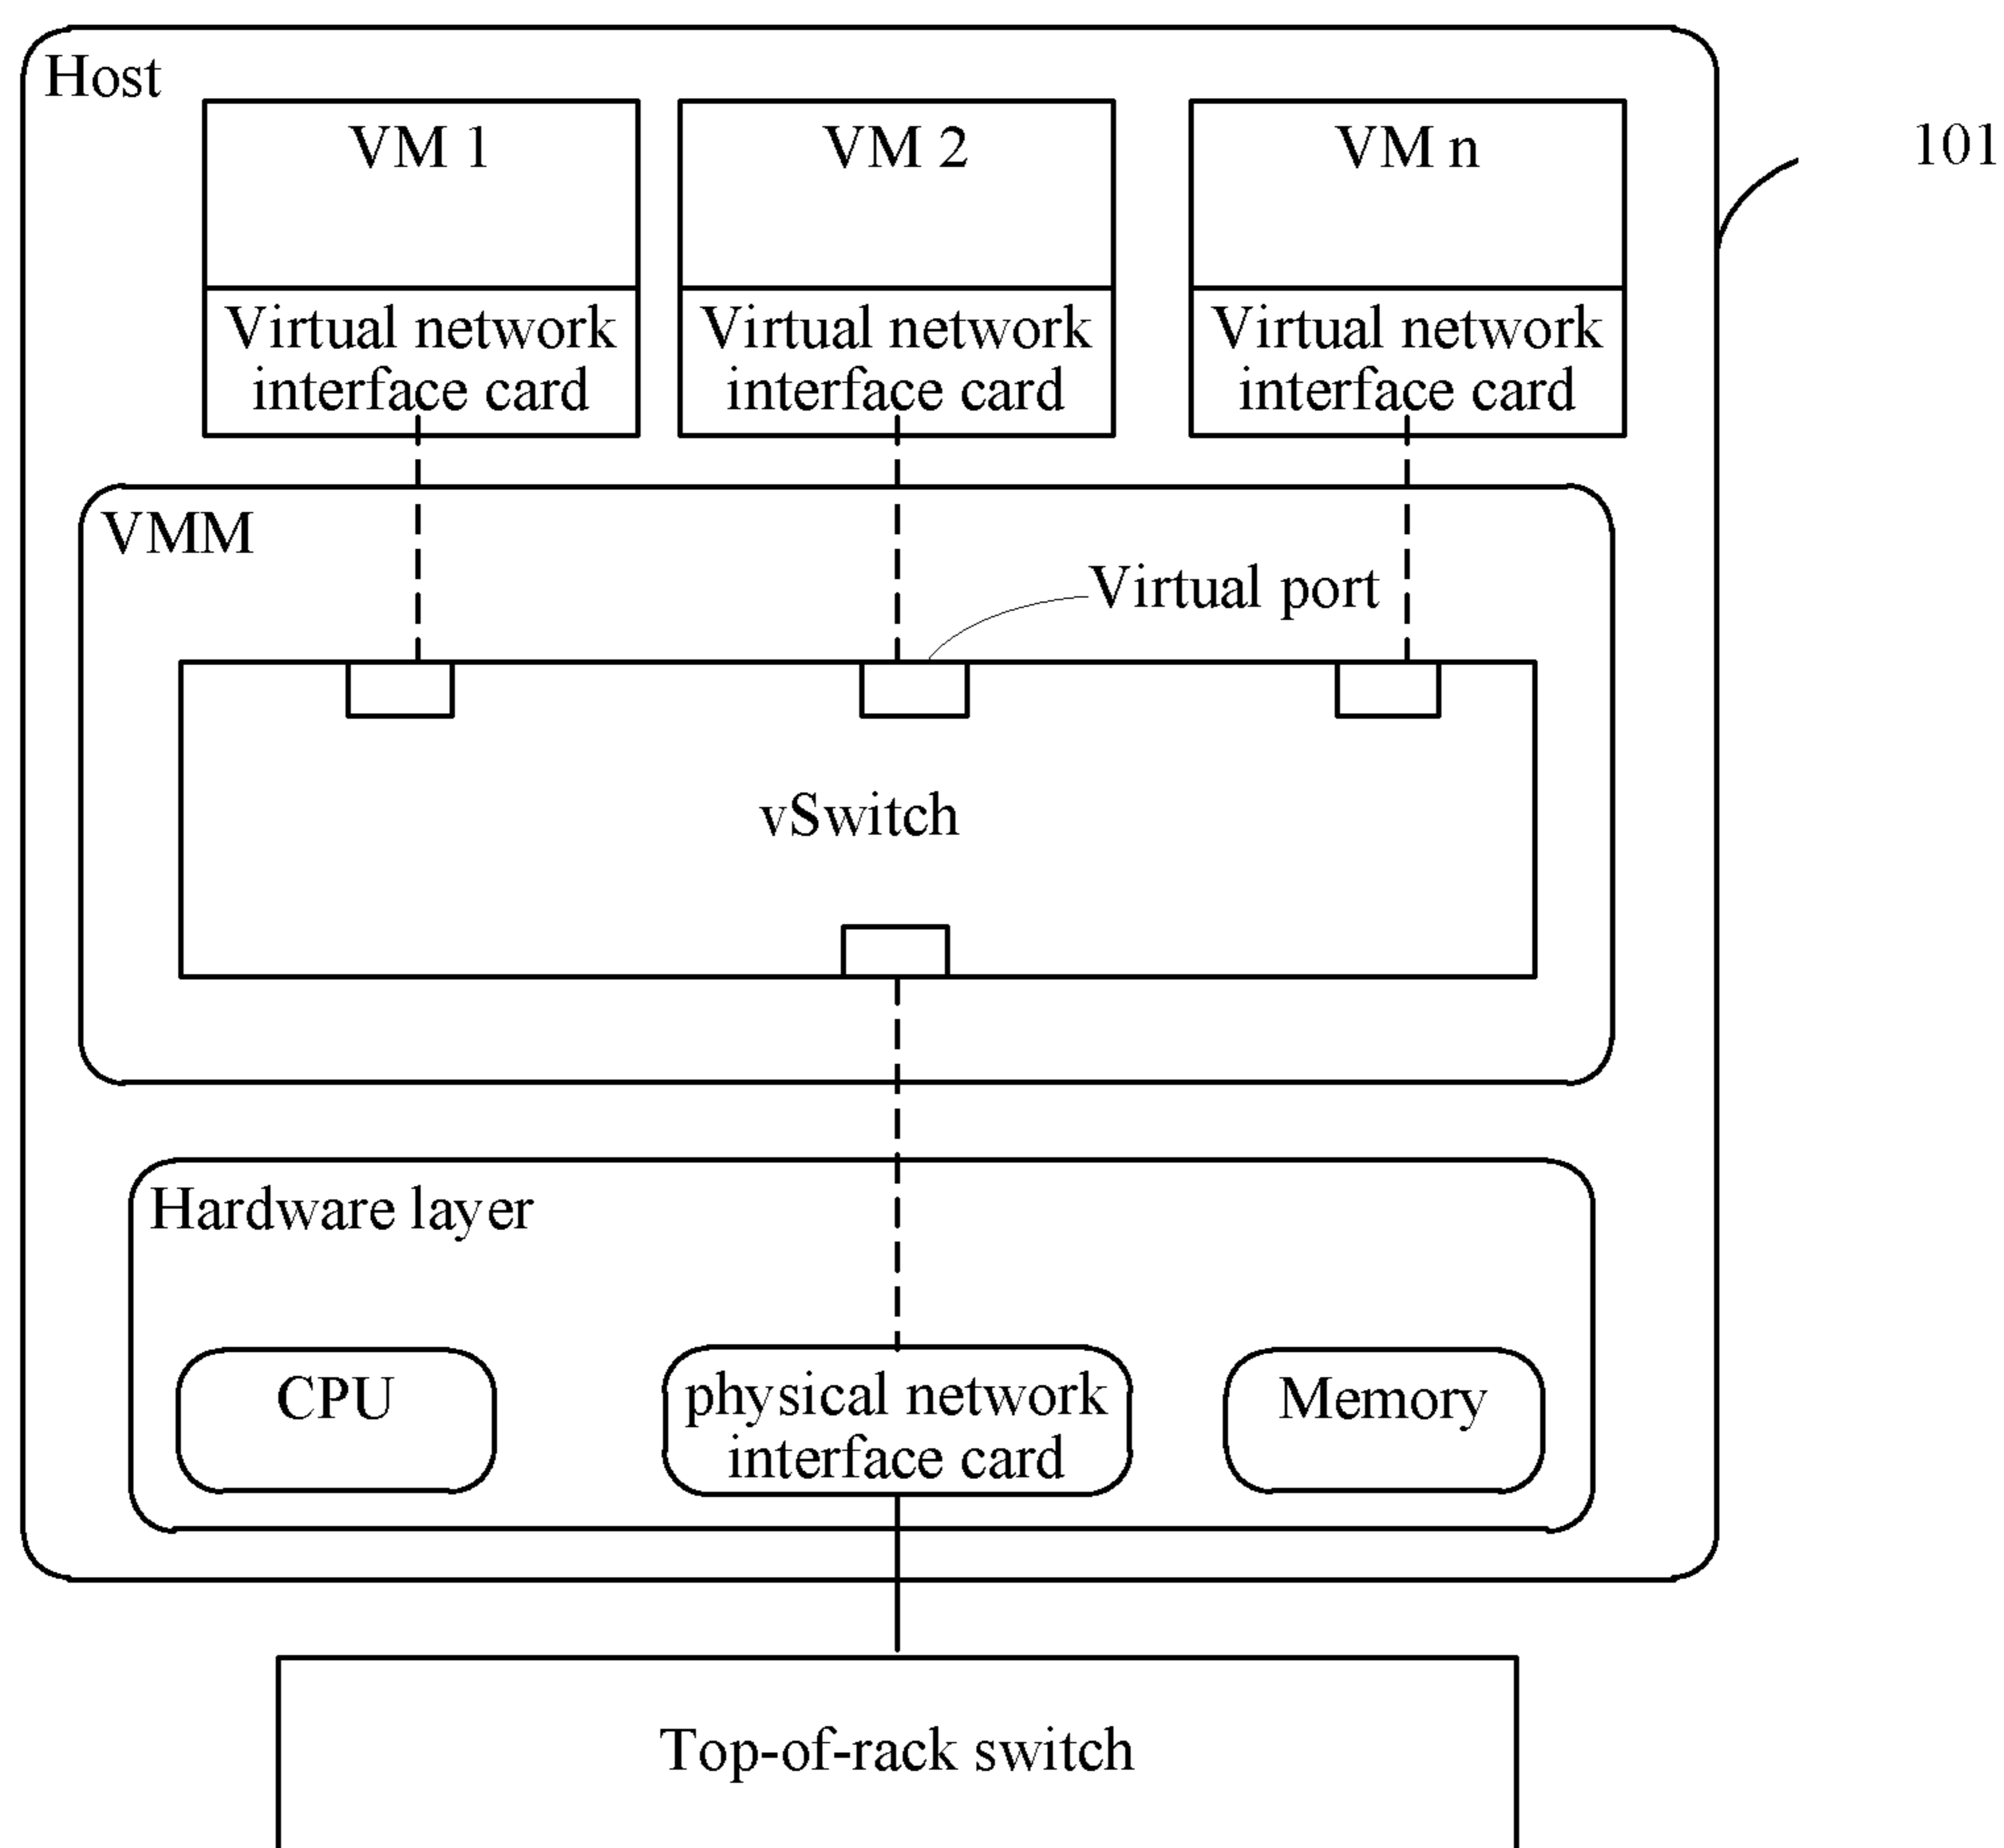 Host
VM 1
VM 2
VM n
101
Virtual network
interface card
Virtual network
interface card
Virtual network
interface card
VMM
Virtual port
vSwitch
Hardware layer
CPU
physical network
interface card
Memory
Top-of-rack switch